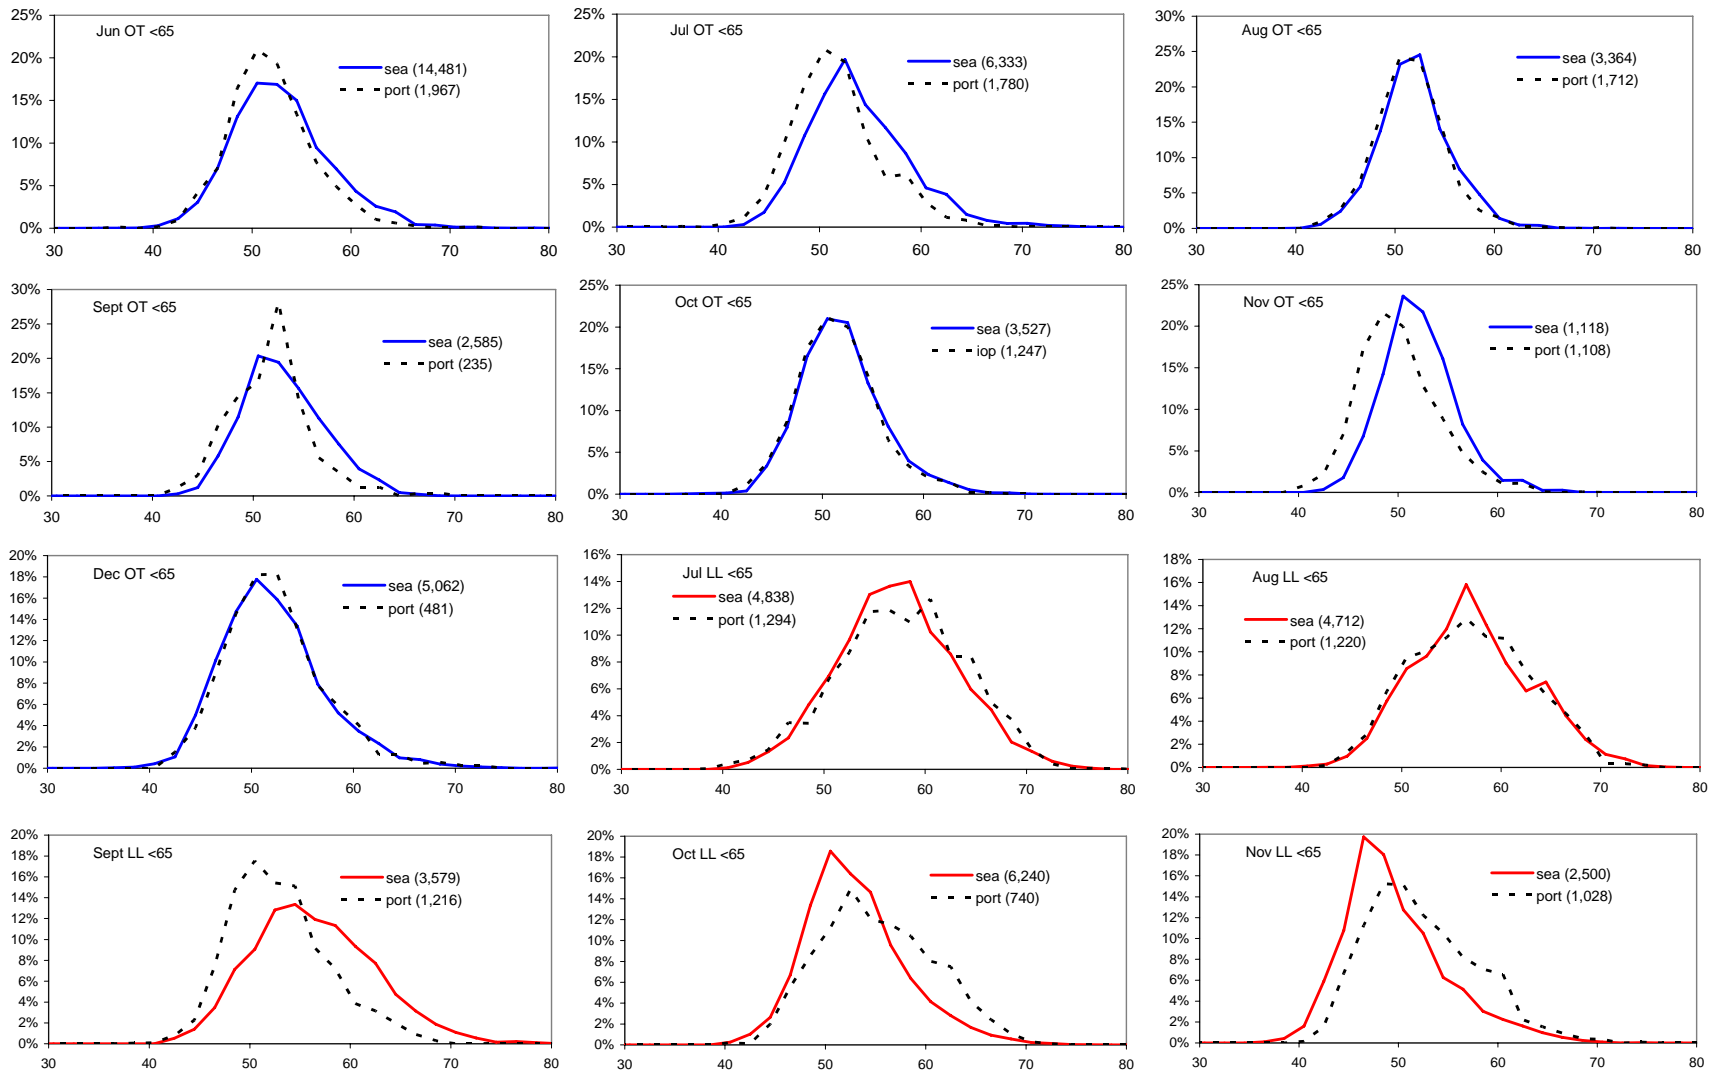 Jun OT <65
25%
20%
15%
10%
5%
0%
sea (14,481)
port (1,967)
30 40 50 60 70 80
Jul OT <65
25%
20%
15%
10%
5%
0%
sea (6,333)
port (1,780)
30 40 50 60 70 80
Aug OT <65
30%
25%
20%
15%
10%
5%
0%
sea (3,364)
port (1,712)
30 40 50 60 70 80
Sept OT <65
30%
25%
20%
15%
10%
5%
0%
sea (2,585)
port (235)
30 40 50 60 70 80
Oct OT <65
25%
20%
15%
10%
5%
0%
sea (3,527)
iop (1,247)
30 40 50 60 70 80
Nov OT <65
25%
20%
15%
10%
5%
0%
sea (1,118)
port (1,108)
30 40 50 60 70 80
Dec OT <65
20%
18%
16%
14%
12%
10%
8%
6%
4%
2%
0%
sea (5,062)
port (481)
30 40 50 60 70 80
Jul LL <65
16%
14%
12%
10%
8%
6%
4%
2%
0%
sea (4,838)
port (1,294)
30 40 50 60 70 80
Aug LL <65
18%
16%
14%
12%
10%
8%
6%
4%
2%
0%
sea (4,712)
port (1,220)
30 40 50 60 70 80
Sept LL <65
20%
18%
16%
14%
12%
10%
8%
6%
4%
2%
0%
sea (3,579)
port (1,216)
30 40 50 60 70 80
Oct LL <65
20%
18%
16%
14%
12%
10%
8%
6%
4%
2%
0%
sea (6,240)
port (740)
30 40 50 60 70 80
Nov LL <65
20%
18%
16%
14%
12%
10%
8%
6%
4%
2%
0%
sea (2,500)
port (1,028)
30 40 50 60 70 80